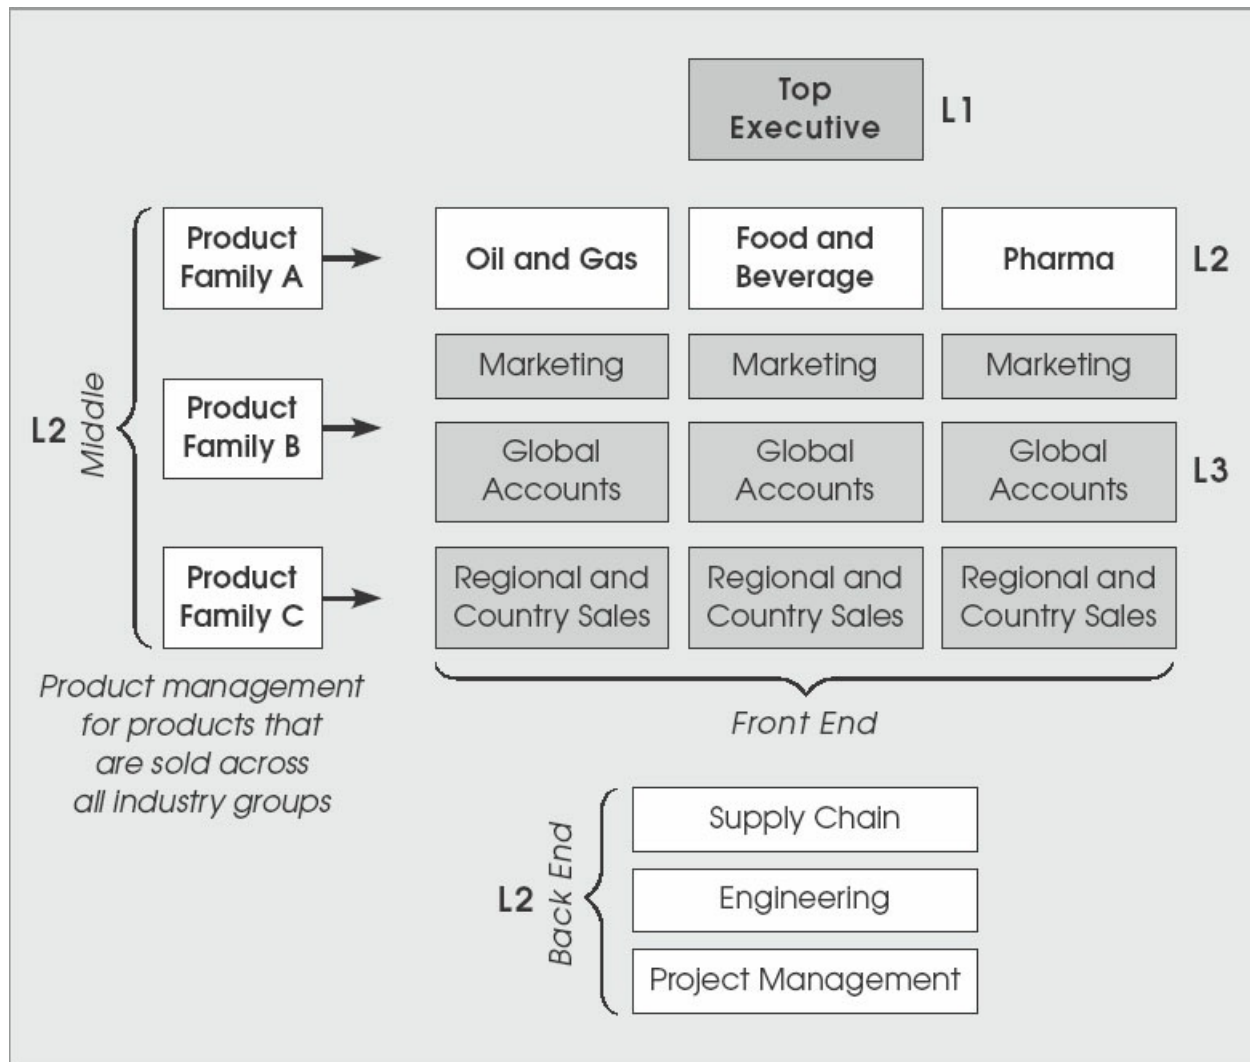 Top
Executive
L1
Product
Family A
Oil and Gas
Food and
Beverage
Pharma
L2
Marketing
Marketing
Marketing
L2
Middle
Product
Family B
Global
Accounts
Global
Accounts
Global
Accounts
L3
Product
Family C
Regional and
Country Sales
Regional and
Country Sales
Regional and
Country Sales
Product management
for products that
are sold across
all industry groups
Front End
L2
Back End
Supply Chain
Engineering
Project Management